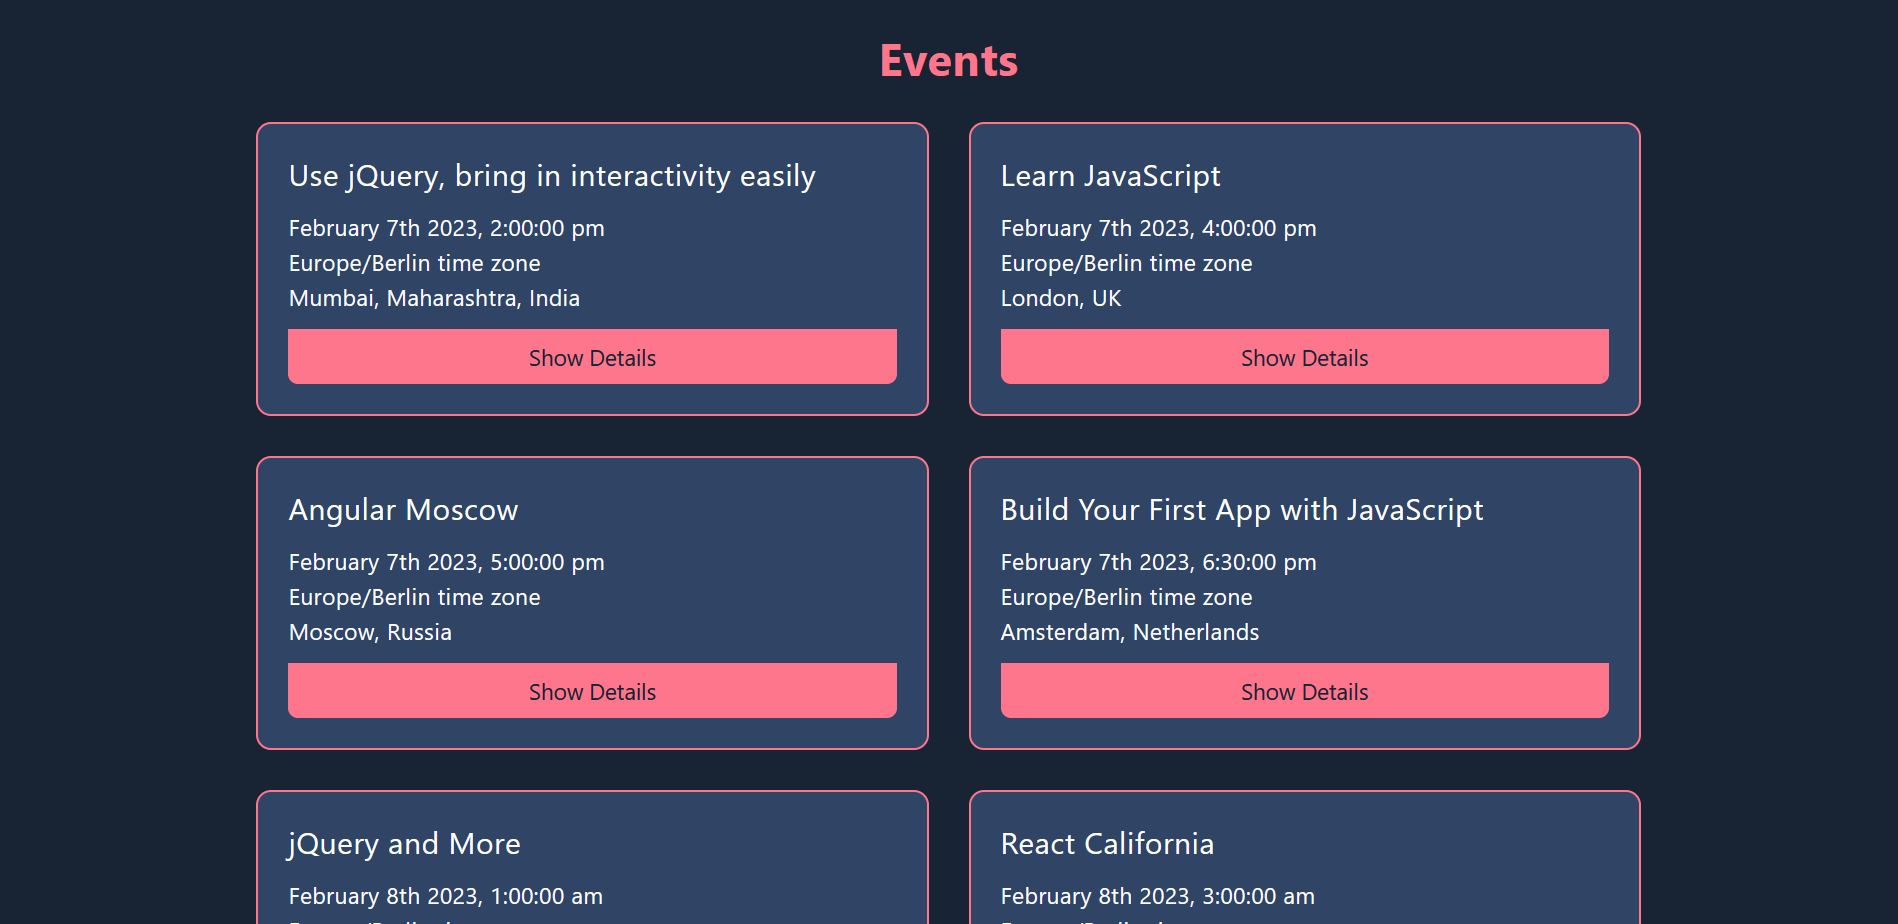 Events
Use jQuery, bring in interactivity easily
February 7th 2023, 2:00:00 pm
Europe/Berlin time zone
Mumbai, Maharashtra, India
Show Details
Learn JavaScript
February 7th 2023, 4:00:00 pm
Europe/Berlin time zone
London, UK
Show Details
Angular Moscow
February 7th 2023, 5:00:00 pm
Europe/Berlin time zone
Moscow, Russia
Show Details
Build Your First App with JavaScript
February 7th 2023, 6:30:00 pm
Europe/Berlin time zone
Amsterdam, Netherlands
Show Details
jQuery and More
February 8th 2023, 1:00:00 am
React California
February 8th 2023, 3:00:00 am